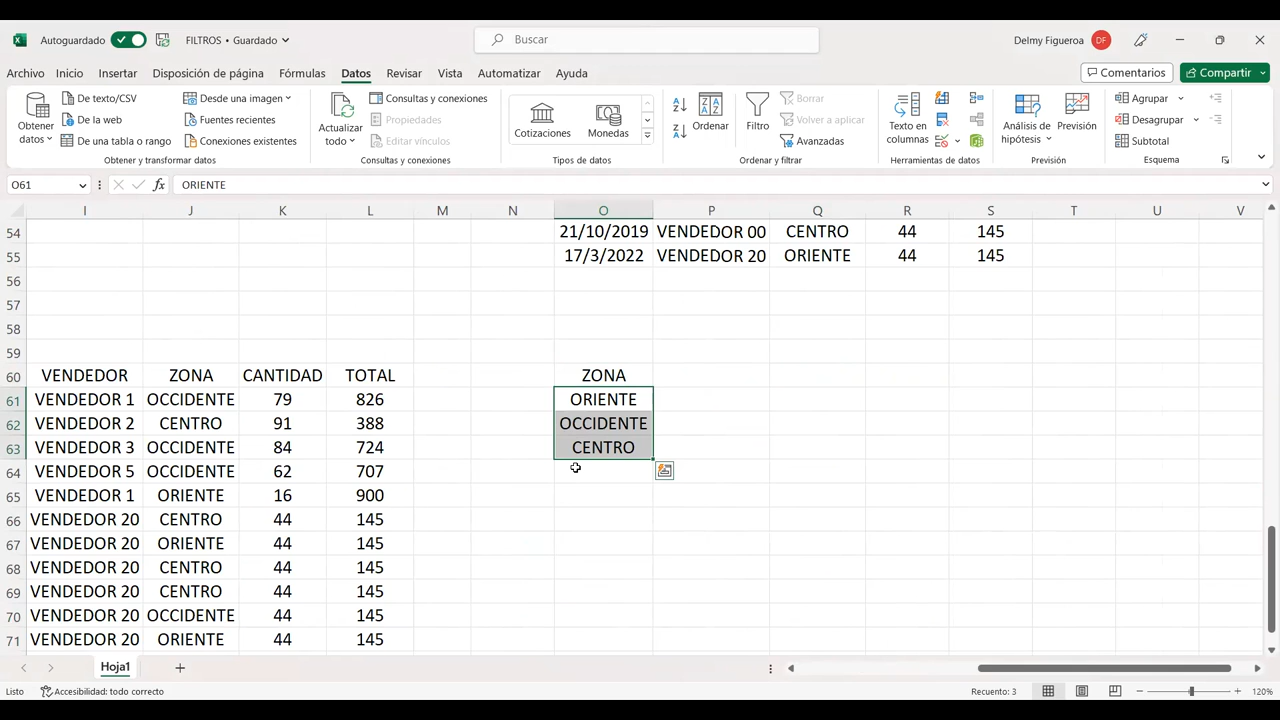 Autoguardado FILTROS • Guardado Buscar Delmy Figueroa DF
Archivo Inicio Insertar Disposición de página Fórmulas Datos Revisar Vista Automatizar Ayuda Comentarios Compartir
Obtener datos De texto/CSV De la web De una tabla o rango Desde una imagen Fuentes recientes Conexiones existentes
Actualizar todo Consultas y conexiones Propiedades Editar vínculos
Cotizaciones Monedas
Ordenar Filtro Borrar Volver a aplicar Avanzadas
Texto en columnas Análisis de hipótesis Previsión Agrupar Desagrupar Subtotal
Obtener y transformar datos Consultas y conexiones Tipos de datos Ordenar y filtrar Herramientas de datos Previsión Esquema
O61 fx ORIENTE
I J K L M N O P Q R S T U V
54 21/10/2019 VENDEDOR 00 CENTRO 44 145
55 17/3/2022 VENDEDOR 20 ORIENTE 44 145
56
57
58
59
60 VENDEDOR ZONA CANTIDAD TOTAL ZONA
61 VENDEDOR 1 OCCIDENTE 79 826 ORIENTE
62 VENDEDOR 2 CENTRO 91 388 OCCIDENTE
63 VENDEDOR 3 OCCIDENTE 84 724 CENTRO
64 VENDEDOR 5 OCCIDENTE 62 707
65 VENDEDOR 1 ORIENTE 16 900
66 VENDEDOR 20 CENTRO 44 145
67 VENDEDOR 20 ORIENTE 44 145
68 VENDEDOR 20 CENTRO 44 145
69 VENDEDOR 20 CENTRO 44 145
70 VENDEDOR 20 OCCIDENTE 44 145
71 VENDEDOR 20 ORIENTE 44 145
Hoja1
Listo Accesibilidad: todo correcto Recuento: 3 120%